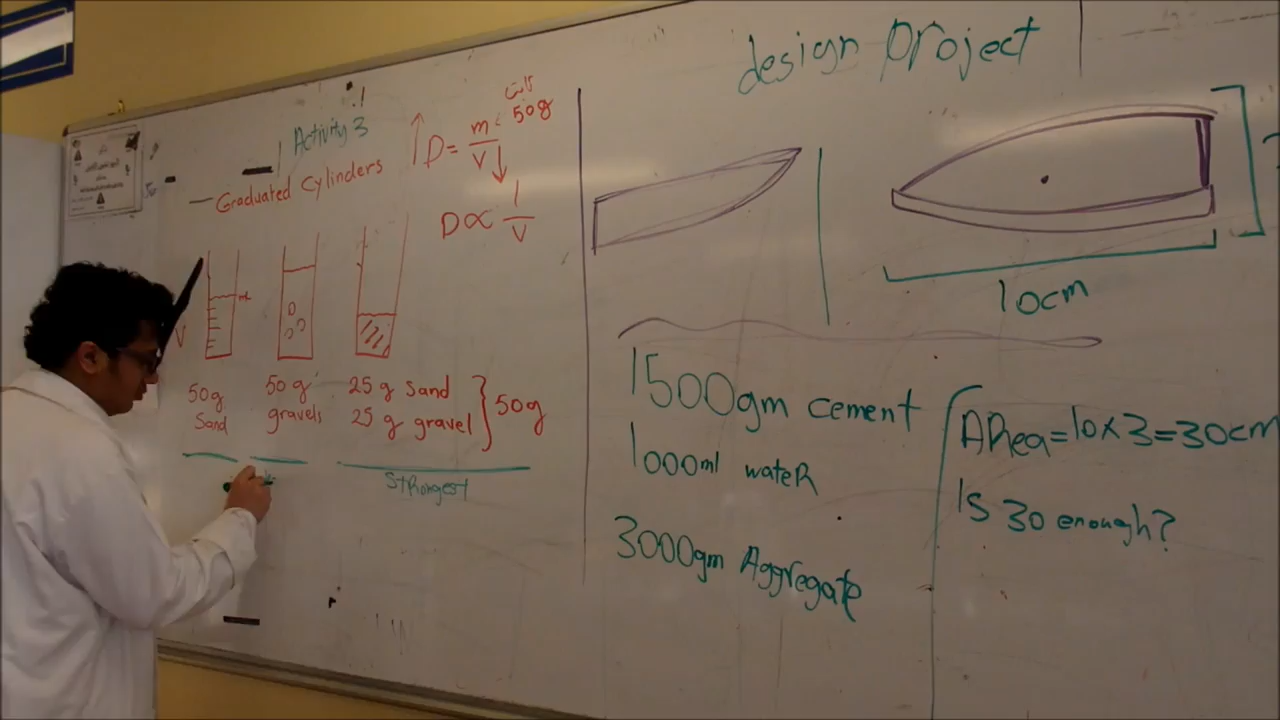 Activity 3
Graduated Cylinders
D = m/V
ثابت
50g
D ∝ 1/V
V
50g
Sand
50 g
gravels
25 g sand
25 g gravel
50g
strongest
design project
10cm
1500gm cement
1000ml water
3000gm Aggregate
ARea=10×3=30cm
Is 30 enough?